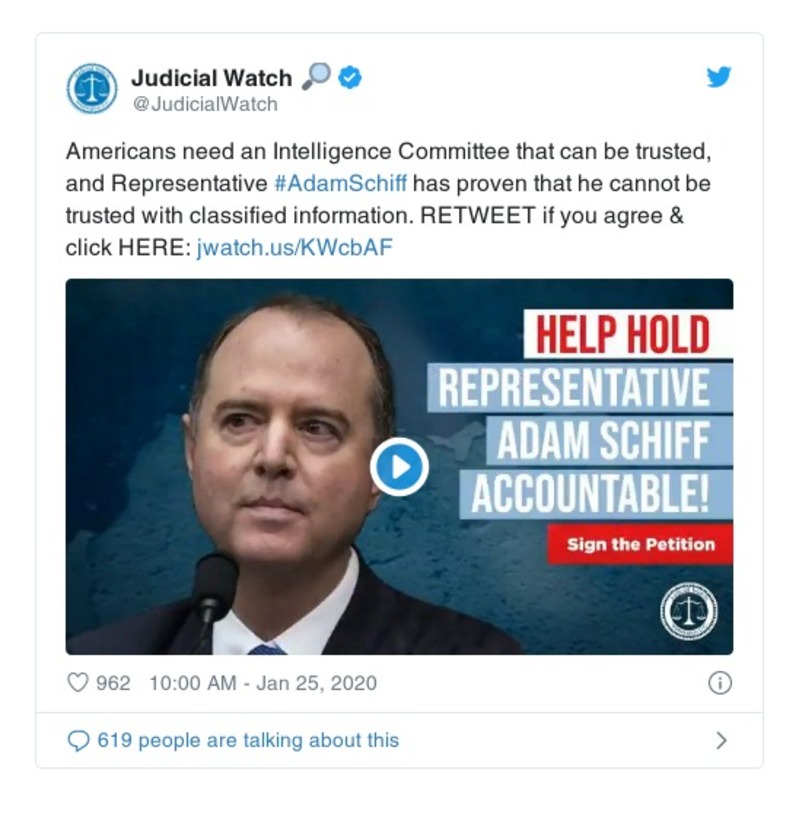 Judicial Watch
@JudicialWatch
Americans need an Intelligence Committee that can be trusted,
and Representative #AdamSchiff has proven that he cannot be
trusted with classified information. RETWEET if you agree &
click HERE: jwatch.us/KWcbAF
HELP HOLD
REPRESENTATIVE
ADAM SCHIFF
ACCOUNTABLE!
Sign the Petition
962 10:00 AM - Jan 25, 2020
619 people are talking about this